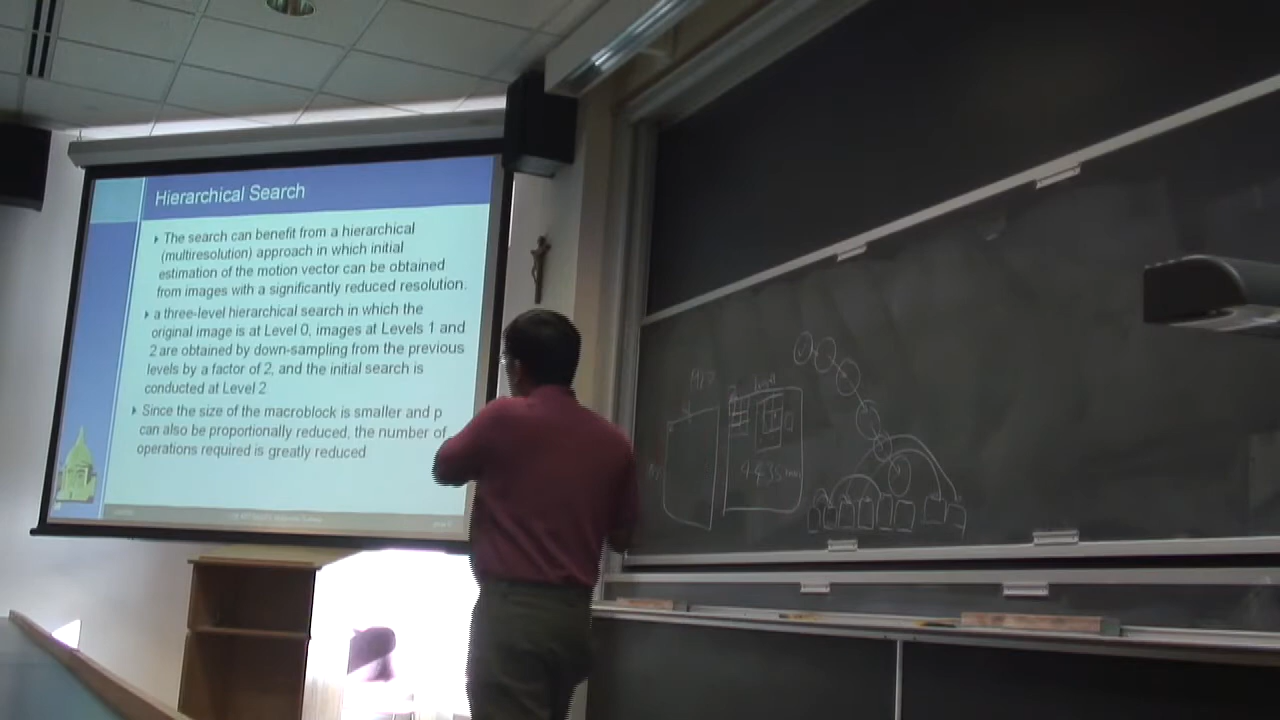 Hierarchical Search
The search can benefit from a hierarchical
(multiresolution) approach in which initial
estimation of the motion vector can be obtained
from images with a significantly reduced resolution.
a three-level hierarchical search in which the
original image is at Level 0, images at Levels 1 and
2 are obtained by down-sampling from the previous
levels by a factor of 2, and the initial search is
conducted at Level 2
Since the size of the macroblock is smaller and p
can also be proportionally reduced, the number of
operations required is greatly reduced